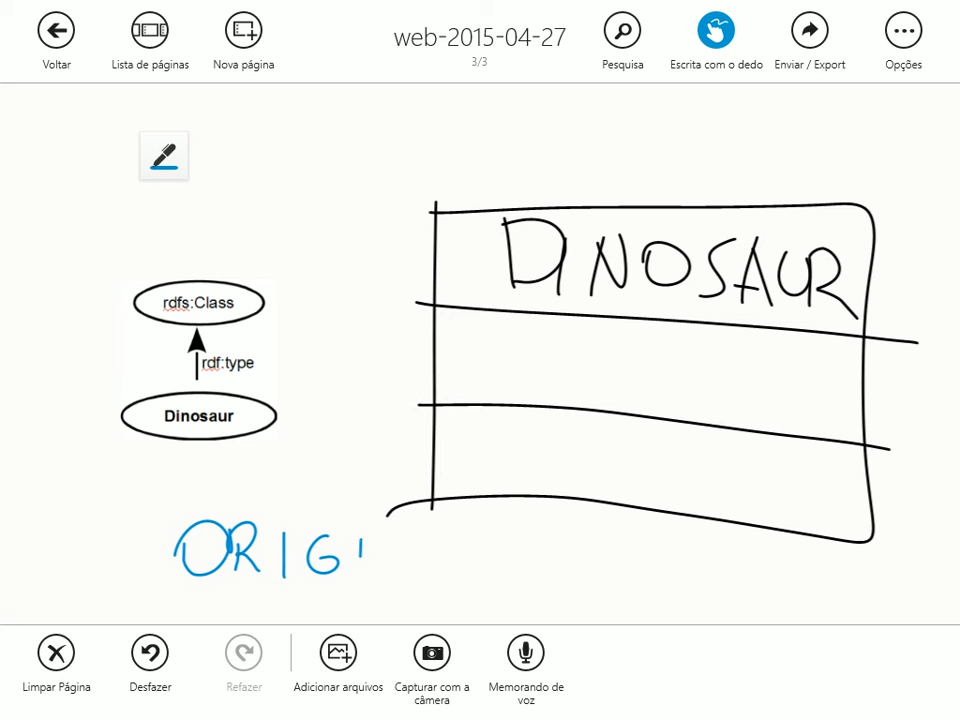 Voltar
Lista de páginas
Nova página
web-2015-04-27
3/3
Pesquisa
Escrita com o dedo
Enviar / Export
Opções
DINOSAUR
rdfs:Class
rdf:type
Dinosaur
ORIGI
Limpar Página
Desfazer
Refazer
Adicionar arquivos
Capturar com a
câmera
Memorando de
voz